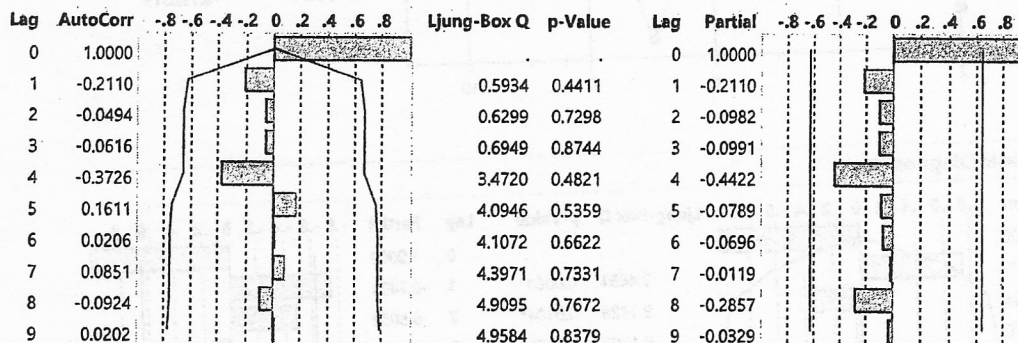 Lag AutoCorr -.8 -.6 -.4 -.2 0 .2 .4 .6 .8 Ljung-Box Q p-Value Lag Partial -.8 -.6 -.4 -.2 0 .2 .4 .6 .8
0 1.0000 . . 0 1.0000
1 -0.2110 0.5934 0.4411 1 -0.2110
2 -0.0494 0.6299 0.7298 2 -0.0982
3 -0.0616 0.6949 0.8744 3 -0.0991
4 -0.3726 3.4720 0.4821 4 -0.4422
5 0.1611 4.0946 0.5359 5 -0.0789
6 0.0206 4.1072 0.6622 6 -0.0696
7 0.0851 4.3971 0.7331 7 -0.0119
8 -0.0924 4.9095 0.7672 8 -0.2857
9 0.0202 4.9584 0.8379 9 -0.0329